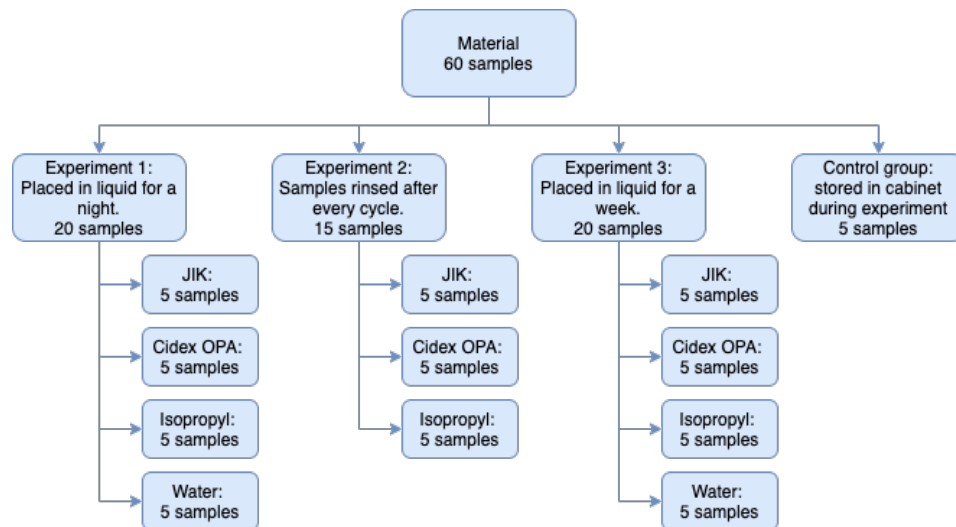 Material
60 samples
Experiment 1:
Placed in liquid for a
night.
20 samples
Experiment 2:
Samples rinsed after
every cycle.
15 samples
Experiment 3:
Placed in liquid for a
week.
20 samples
Control group:
stored in cabinet
during experiment
5 samples
JIK:
5 samples
Cidex OPA:
5 samples
Isopropyl:
5 samples
Water:
5 samples
JIK:
5 samples
Cidex OPA:
5 samples
Isopropyl:
5 samples
JIK:
5 samples
Cidex OPA:
5 samples
Isopropyl:
5 samples
Water:
5 samples